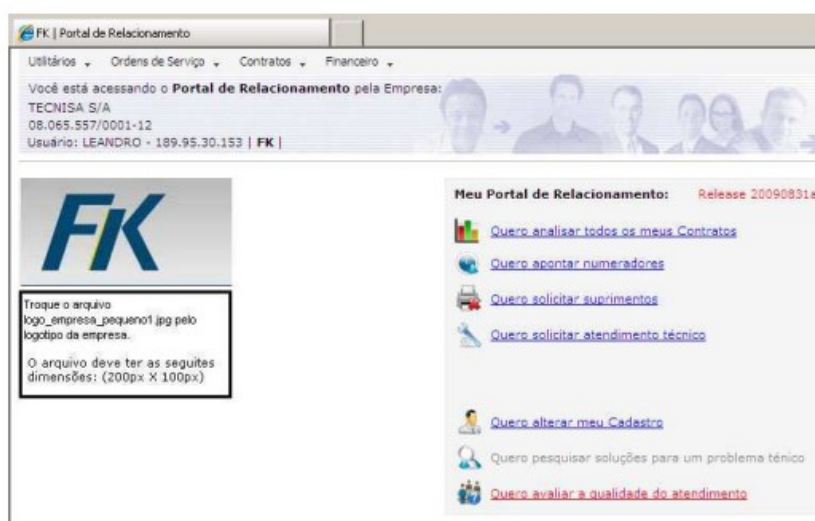 FK | Portal de Relacionamento
Utilitários Ordens de Serviço Contratos Financeiro
Você está acessando o Portal de Relacionamento pela Empresa:
TECNISA S/A
08.065.557/0001-12
Usuário: LEANDRO - 189.95.30.153 | FK |
FK
Troque o arquivo
logo_empresa_pequeno1.jpg pelo
logotipo da empresa.
O arquivo deve ter as seguites
dimensões: (200px X 100px)
Meu Portal de Relacionamento: Release 20090831a
Quero analisar todos os meus Contratos
Quero apontar numeradores
Quero solicitar suprimentos
Quero solicitar atendimento técnico
Quero alterar meu Cadastro
Quero pesquisar soluções para um problema ténico
Quero avaliar a qualidade do atendimento